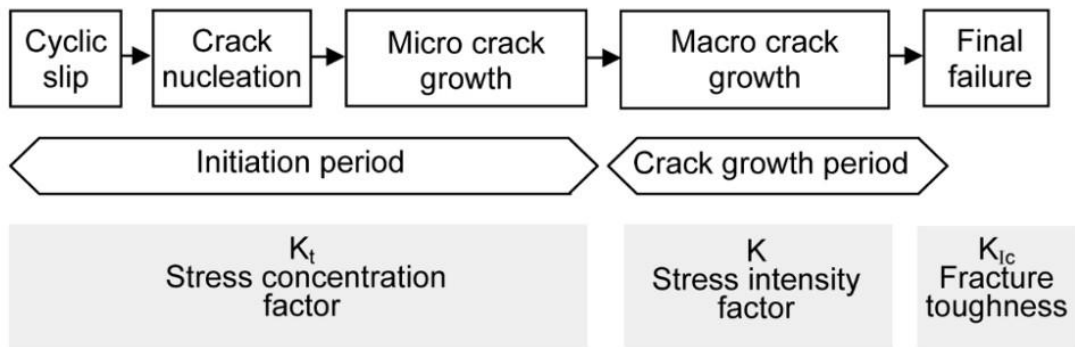 Cyclic
slip
Crack
nucleation
Micro crack
growth
Macro crack
growth
Final
failure
Initiation period
Crack growth period
Kt
Stress concentration
factor
K
Stress intensity
factor
KIc
Fracture
toughness